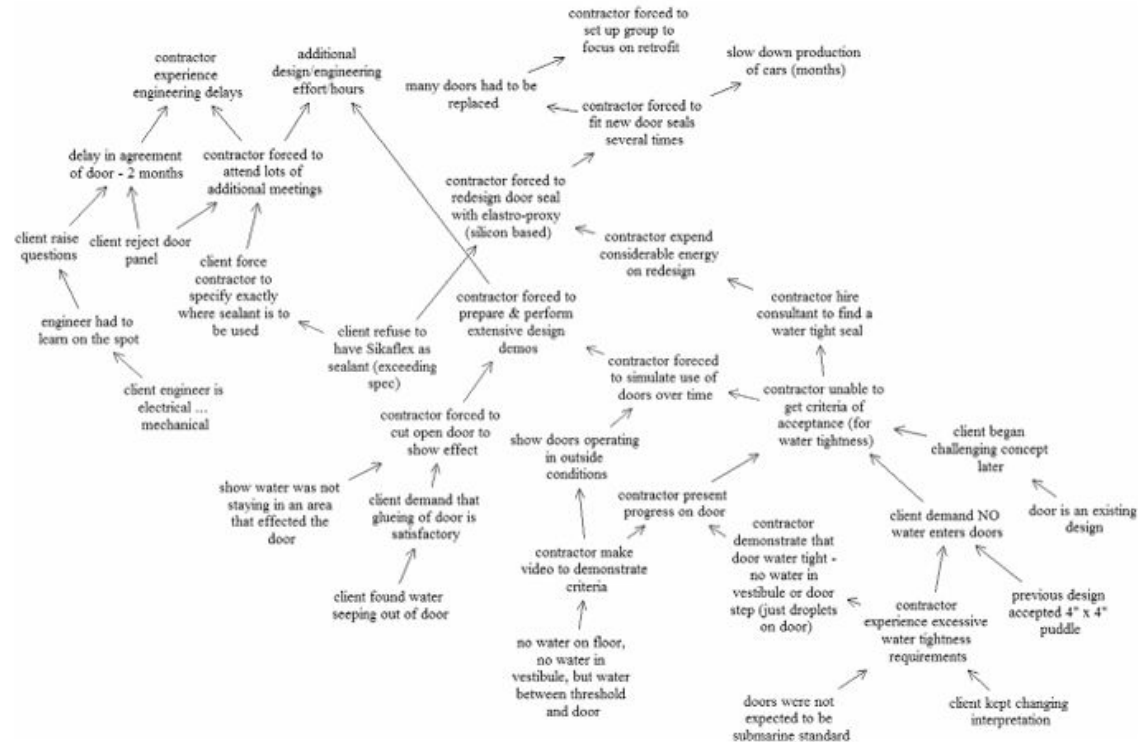 contractor forced to
set up group to
focus on retrofit
slow down production
of cars (months)
contractor
experience
engineering delays
additional
design/engineering
effort/hours
many doors had to be
replaced
contractor forced to
fit new door seals
several times
delay in agreement
of door - 2 months
contractor forced to
attend lots of
additional meetings
contractor forced to
redesign door seal
with elastro-proxy
(silicon based)
client raise
questions
client reject door
panel
contractor expend
considerable energy
on redesign
client force
contractor to
specify exactly
where sealant is to
be used
contractor forced to
prepare & perform
extensive design
demos
contractor hire
consultant to find a
water tight seal
engineer had to
learn on the spot
client refuse to
have Sikaflex as
sealant (exceeding
spec)
contractor foreced
to simulate use of
doors over time
client engineer is
electrical ...
mechanical
contractor unable to
get criteria of
acceptance (for
water tightness)
contractor forced to
cut open door to
show effect
show doors operating
in outside
conditions
client began
challenging concept
later
show water was not
staying in an area
that effected the
door
client demand that
glueing of door is
satisfactory
contractor present
progress on door
client demand NO
water enters doors
door is an existing
design
contractor make
video to demonstrate
criteria
contractor
demonstrate that
door water tight -
no water in
vestibule or door
step (just droplets
on door)
client found water
seeping out of door
contractor
experience excessive
water tightness
requirements
previous design
accepted 4" x 4"
puddle
no water on floor,
no water in
vestibule, but water
between threshold
and door
doors were not
expected to be
submarine standard
client kept changing
interpretation